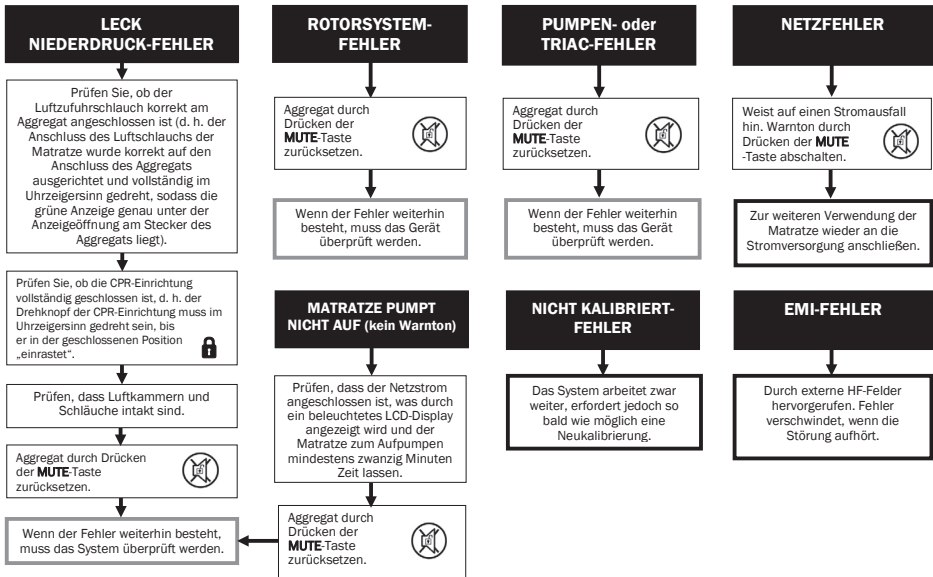 LECK
NIEDERDRUCK-FEHLER
Prüfen Sie, ob der
Luftzufuhrschlauch korrekt am
Aggregat angeschlossen ist (d. h. der
Anschluss des Luftschlauchs der
Matratze wurde korrekt auf den
Anschluss des Aggregats
ausgerichtet und vollständig im
Uhrzeigersinn gedreht, sodass die
grüne Anzeige genau unter der
Anzeigeöffnung am Stecker des
Aggregats liegt).
Prüfen Sie, ob die CPR-Einrichtung
vollständig geschlossen ist, d. h. der
Drehknopf der CPR-Einrichtung muss im
Uhrzeigersinn gedreht sein, bis
er in der geschlossenen Position
„einrastet“.
Prüfen, dass Luftkammern und
Schläuche intakt sind.
Aggregat durch Drücken
der MUTE-Taste
zurücksetzen.
Wenn der Fehler weiterhin besteht,
muss das System überprüft werden.
ROTORSYSTEM-
FEHLER
Aggregat durch
Drücken der
MUTE-Taste
zurücksetzen.
Wenn der Fehler weiterhin
besteht, muss das Gerät
überprüft werden.
MATRATZE PUMPT
NICHT AUF (kein Warnton)
Prüfen, dass der Netzstrom
angeschlossen ist, was durch
ein beleuchtetes LCD-Display
angezeigt wird und der
Matratze zum Aufpumpen
mindestens zwanzig Minuten
Zeit lassen.
Aggregat durch
Drücken der
MUTE-Taste
zurücksetzen.
PUMPEN- oder
TRIAC-FEHLER
Aggregat durch
Drücken der
MUTE-Taste
zurücksetzen.
Wenn der Fehler weiterhin
besteht, muss das Gerät
überprüft werden.
NICHT KALIBRIERT-
FEHLER
Das System arbeitet zwar
weiter, erfordert jedoch so
bald wie möglich eine
Neukalibrierung.
NETZFEHLER
Weist auf einen Stromausfall
hin. Warnton durch
Drücken der MUTE
-Taste abschalten.
Zur weiteren Verwendung der
Matratze wieder an die
Stromversorgung anschließen.
EMI-FEHLER
Durch externe HF-Felder
hervorgerufen. Fehler
verschwindet, wenn die
Störung aufhört.